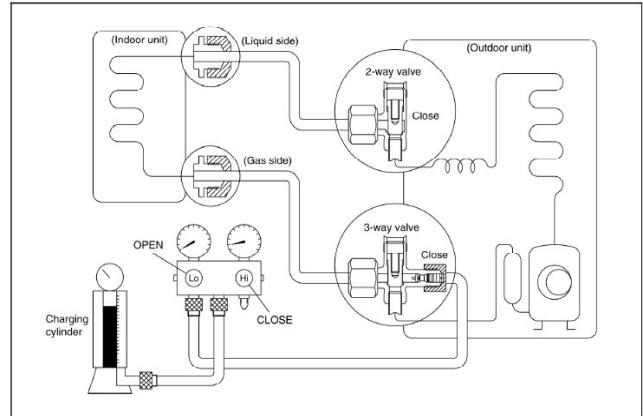 (Indoor unit)
(Liquid side)
(Outdoor unit)
2-way valve
Close
(Gas side)
3-way valve
Close
OPEN
Lo
Hi
CLOSE
Charging
cylinder